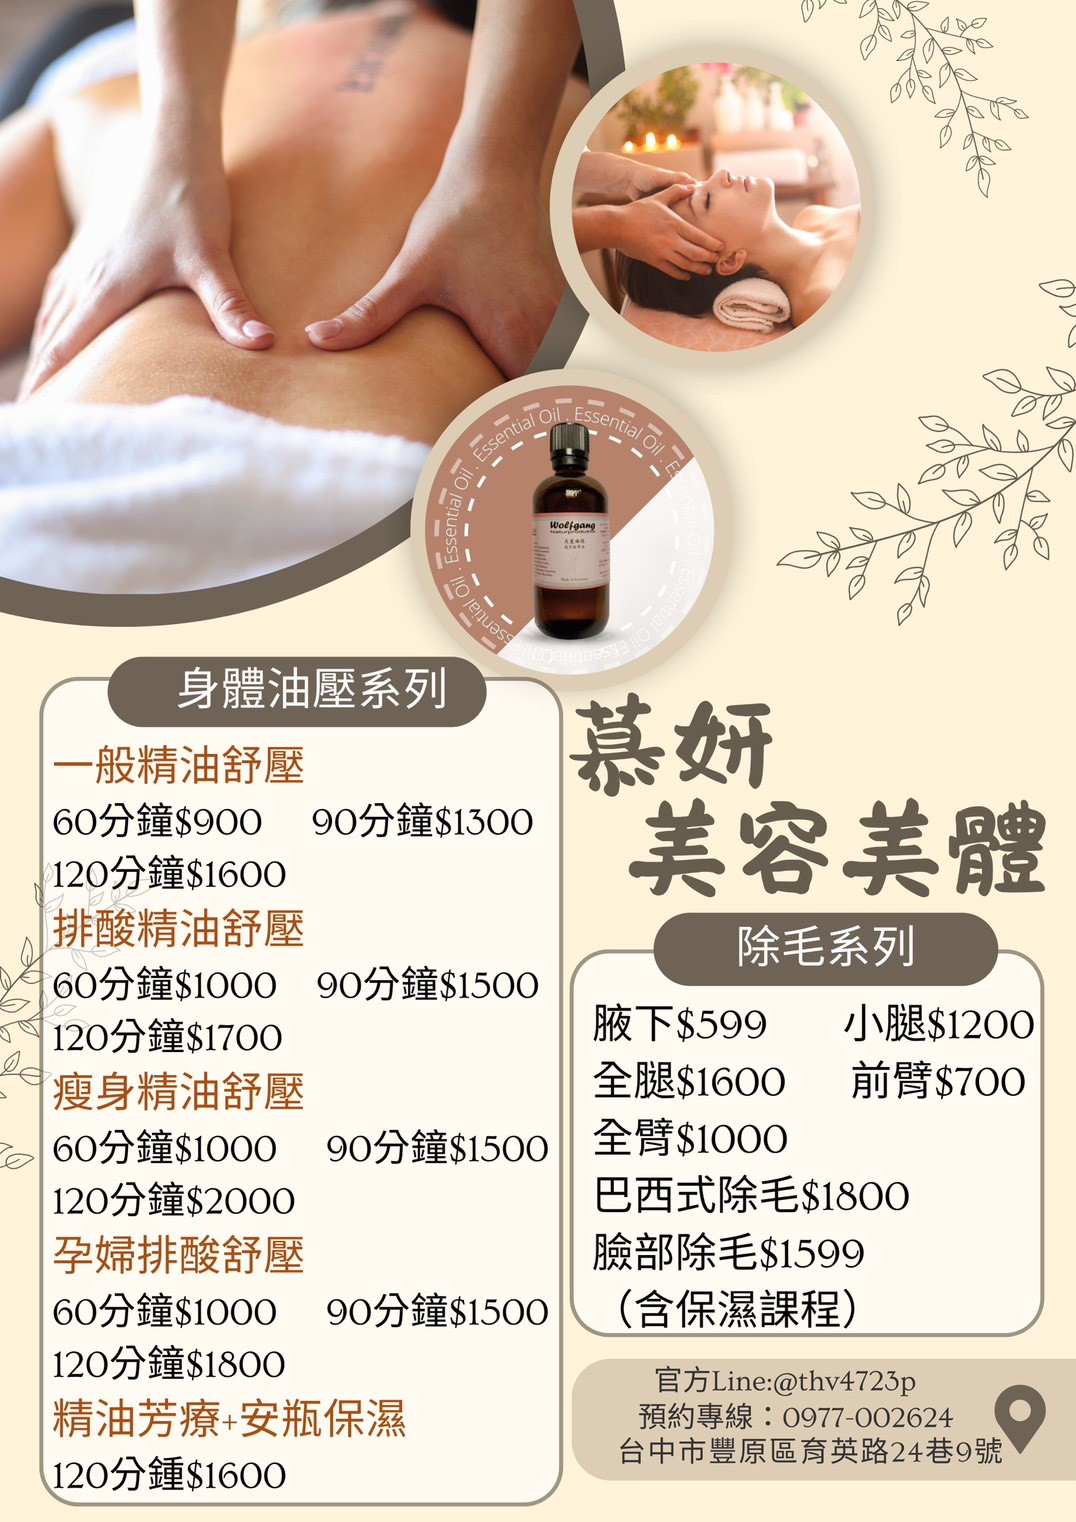 Essential Oil . Essential Oil . Essential Oil . Essential Oil
Wolfgang
Naturprodukte
身體油壓系列
一般精油舒壓
60分鐘$900 90分鐘$1300
120分鐘$1600
排酸精油舒壓
60分鐘$1000 90分鐘$1500
120分鐘$1700
瘦身精油舒壓
60分鐘$1000 90分鐘$1500
120分鐘$2000
孕婦排酸舒壓
60分鐘$1000 90分鐘$1500
120分鐘$1800
精油芳療+安瓶保濕
120分鍾$1600
慕妍
美容美體
除毛系列
腋下$599 小腿$1200
全腿$1600 前臂$700
全臂$1000
巴西式除毛$1800
臉部除毛$1599
（含保濕課程）
官方Line:@thv4723p
預約專線：0977-002624
台中市豐原區育英路24巷9號